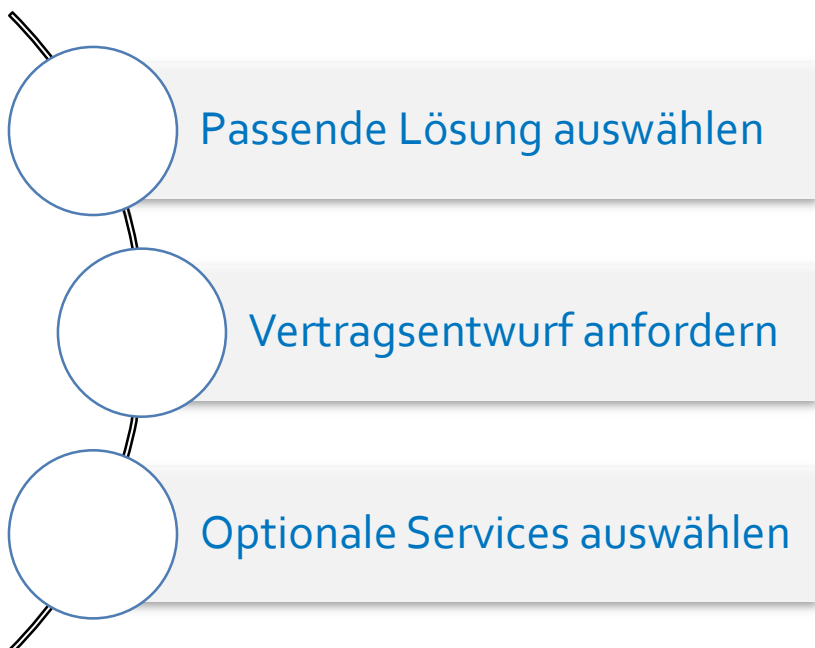 Passende Lösung auswählen
Vertragsentwurf anfordern
Optionale Services auswählen